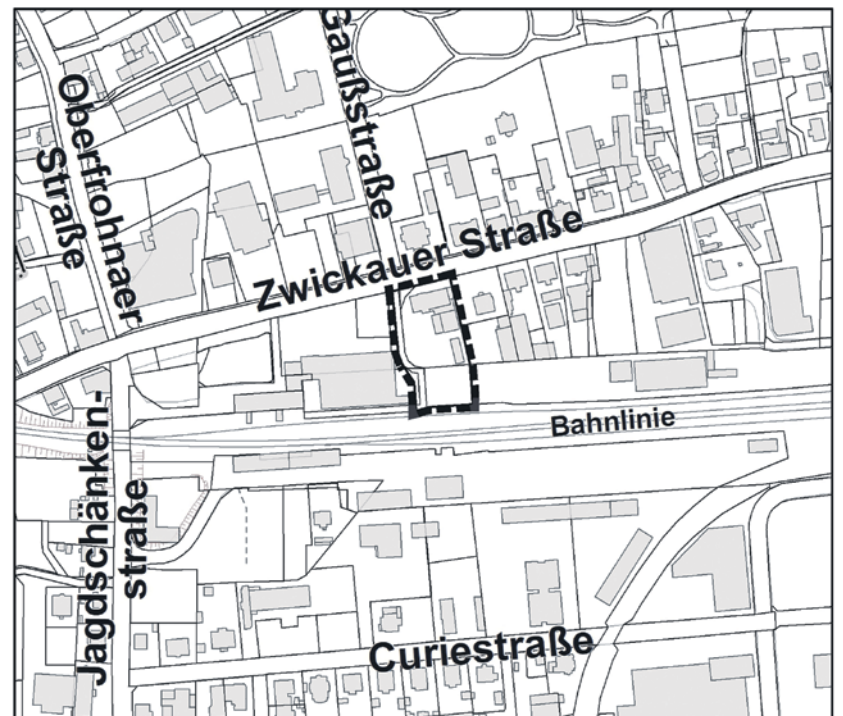 Gaußstraße
Oberfrohnaer
Straße
Zwickauer Straße
Bahnlinie
Jagdschänken-
straße
Curiestraße